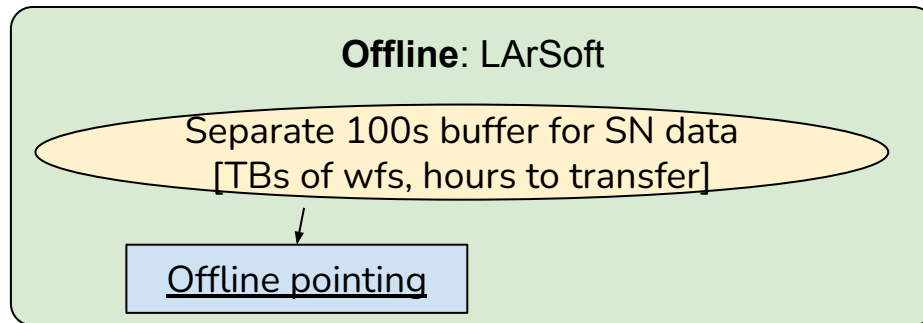 Offline: LArSoft
Separate 100s buffer for SN data
[TBs of wfs, hours to transfer]
Offline pointing